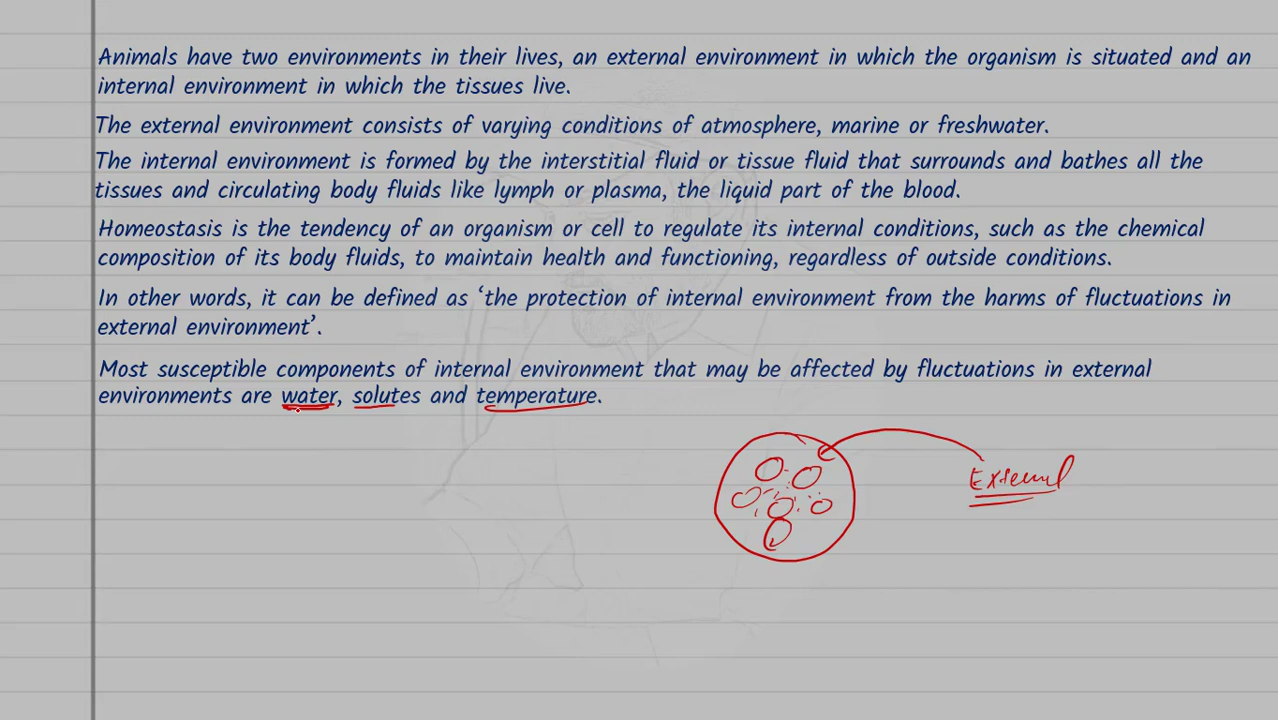 Animals have two environments in their lives, an external environment in which the organism is situated and an
internal environment in which the tissues live.
The external environment consists of varying conditions of atmosphere, marine or freshwater.
The internal environment is formed by the interstitial fluid or tissue fluid that surrounds and bathes all the
tissues and circulating body fluids like lymph or plasma, the liquid part of the blood.
Homeostasis is the tendency of an organism or cell to regulate its internal conditions, such as the chemical
composition of its body fluids, to maintain health and functioning, regardless of outside conditions.
In other words, it can be defined as ‘the protection of internal environment from the harms of fluctuations in
external environment’.
Most susceptible components of internal environment that may be affected by fluctuations in external
environments are water, solutes and temperature.
External